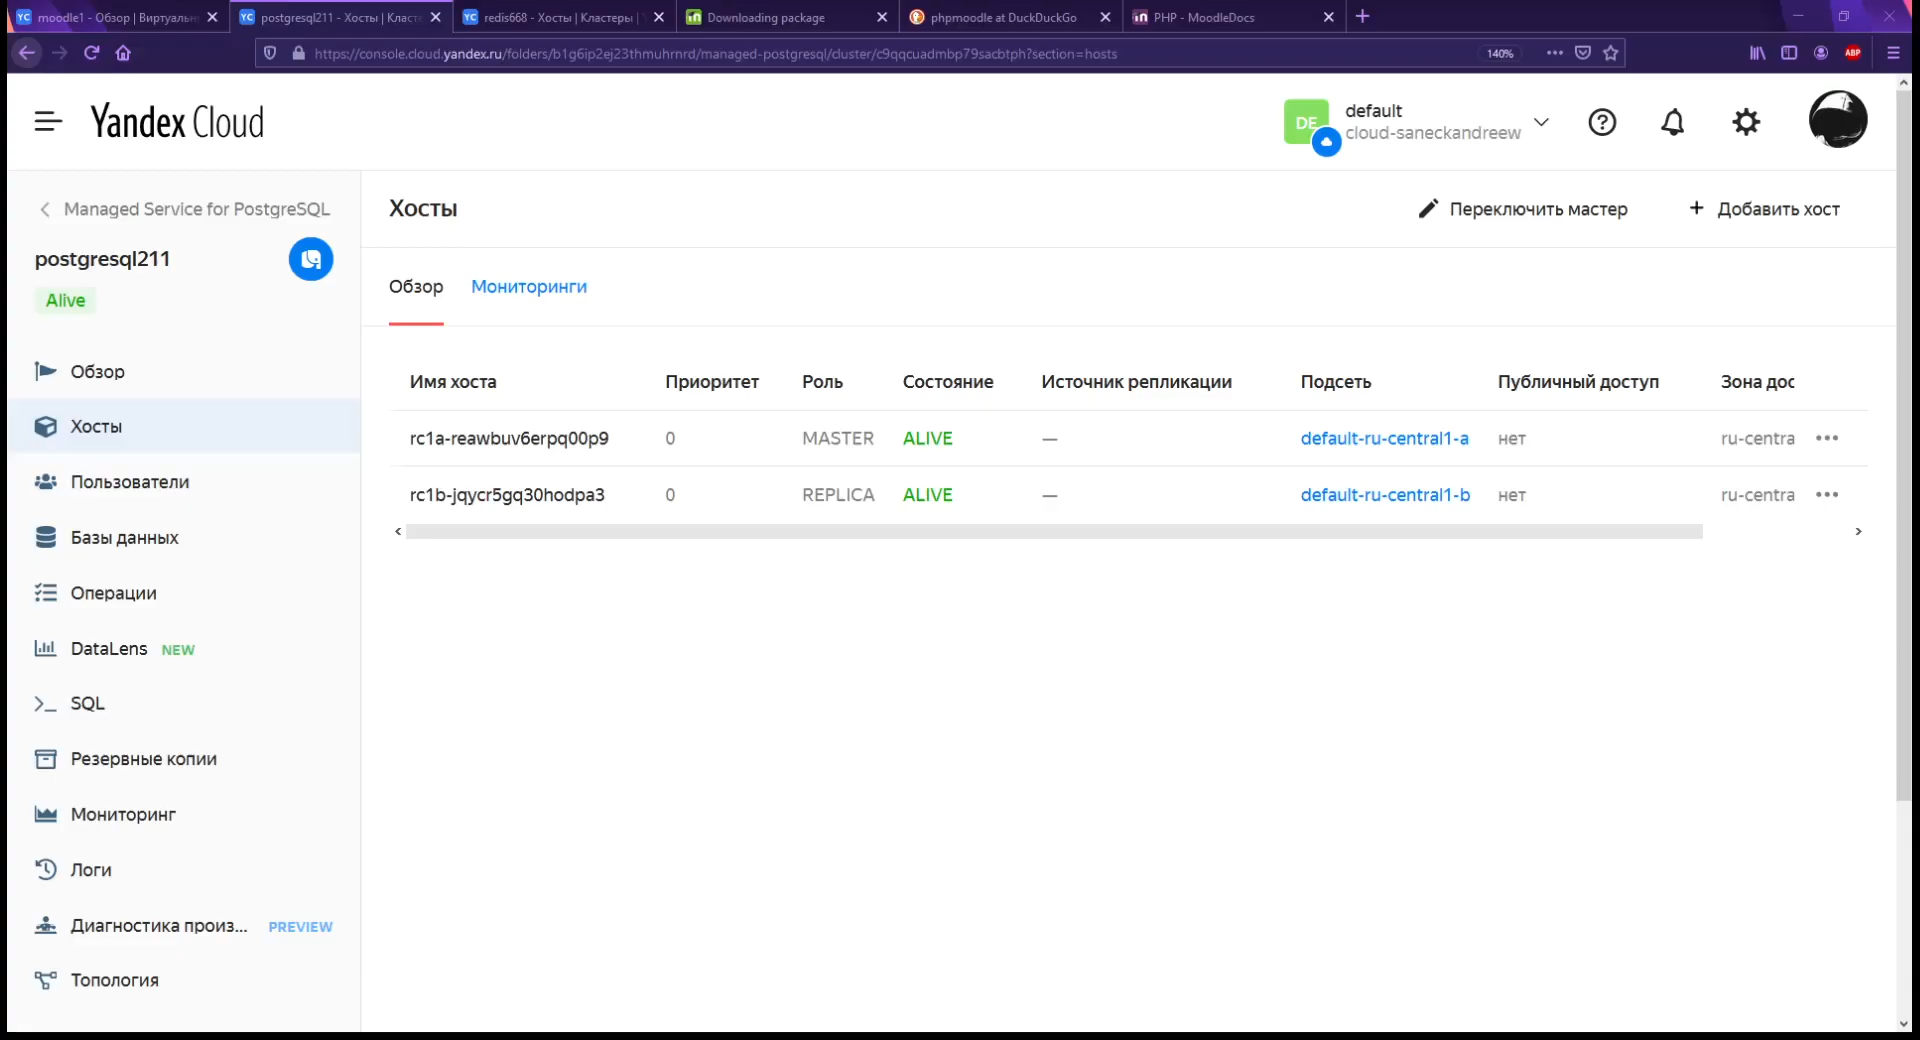 moodle1 - Обзор | Виртуальн
postgresql211 - Хосты | Класте
redis668 - Хосты | Кластеры |
Downloading package
phpmoodle at DuckDuckGo
PHP - MoodleDocs
https://console.cloud.yandex.ru/folders/b1g6ip2ej23thmuhrnrd/managed-postgresql/cluster/c9qqcuadmbp79sacbtph?section=hosts
140%
ABP
Yandex Cloud
DE
default
cloud-saneckandreew
Managed Service for PostgreSQL
postgresql211
Alive
Обзор
Хосты
Пользователи
Базы данных
Операции
DataLens NEW
SQL
Резервные копии
Мониторинг
Логи
Диагностика произ... PREVIEW
Топология
Хосты
Переключить мастер
+ Добавить хост
Обзор
Мониторинги
Имя хоста Приоритет Роль Состояние Источник репликации Подсеть Публичный доступ Зона дос
rc1a-reawbuv6erpq00p9 0 MASTER ALIVE — default-ru-central1-a нет ru-centra
rc1b-jqycr5gq30hodpa3 0 REPLICA ALIVE — default-ru-central1-b нет ru-centra